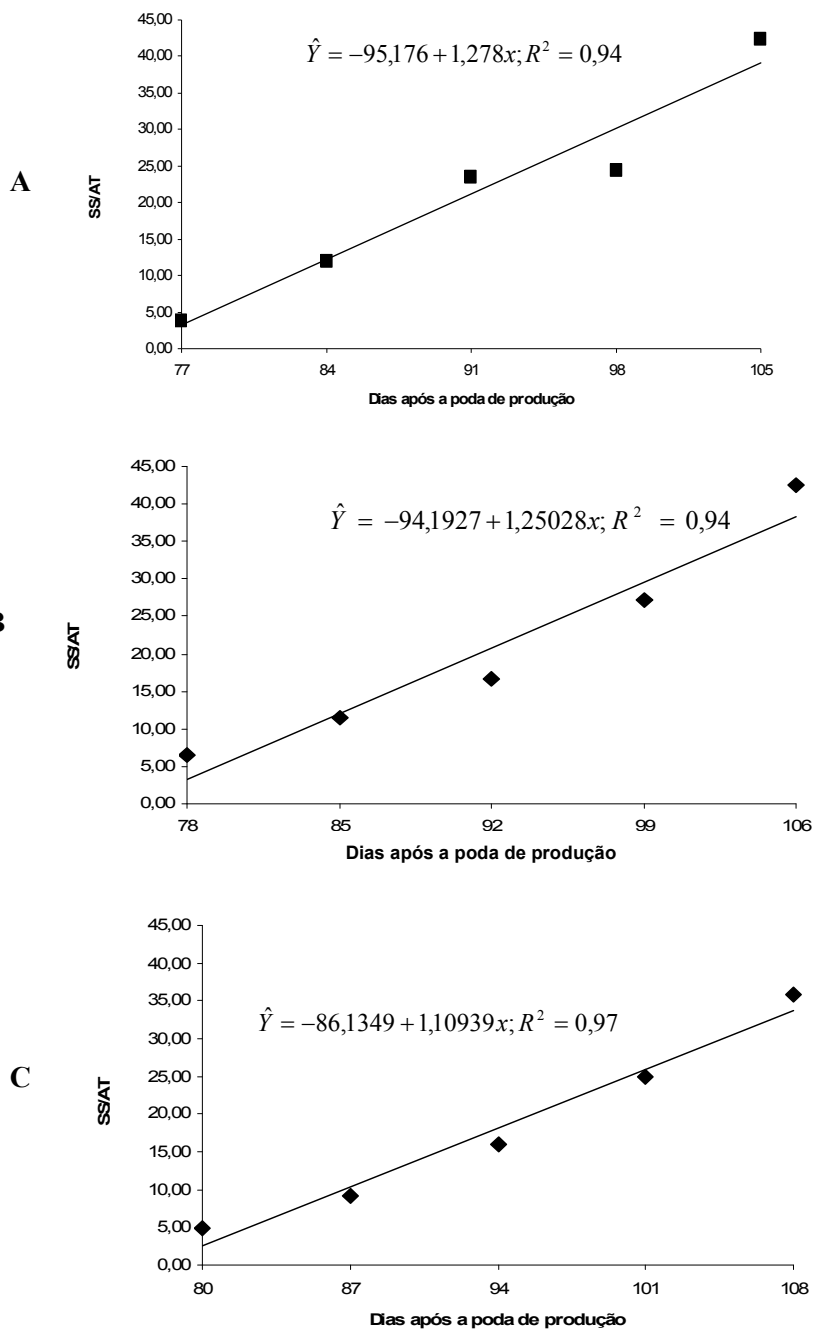 A
SS/AT
45,00
40,00
35,00
30,00
25,00
20,00
15,00
10,00
5,00
0,00
Ŷ = −95,176 + 1,278x; R² = 0,94
77 84 91 98 105
Dias após a poda de produção
B
SS/AT
45,00
40,00
35,00
30,00
25,00
20,00
15,00
10,00
5,00
0,00
Ŷ = −94,1927 + 1,25028x; R² = 0,94
78 85 92 99 106
Dias após a poda de produção
C
SS/AT
45,00
40,00
35,00
30,00
25,00
20,00
15,00
10,00
5,00
0,00
Ŷ = −86,1349 + 1,10939x; R² = 0,97
80 87 94 101 108
Dias após a poda de produção